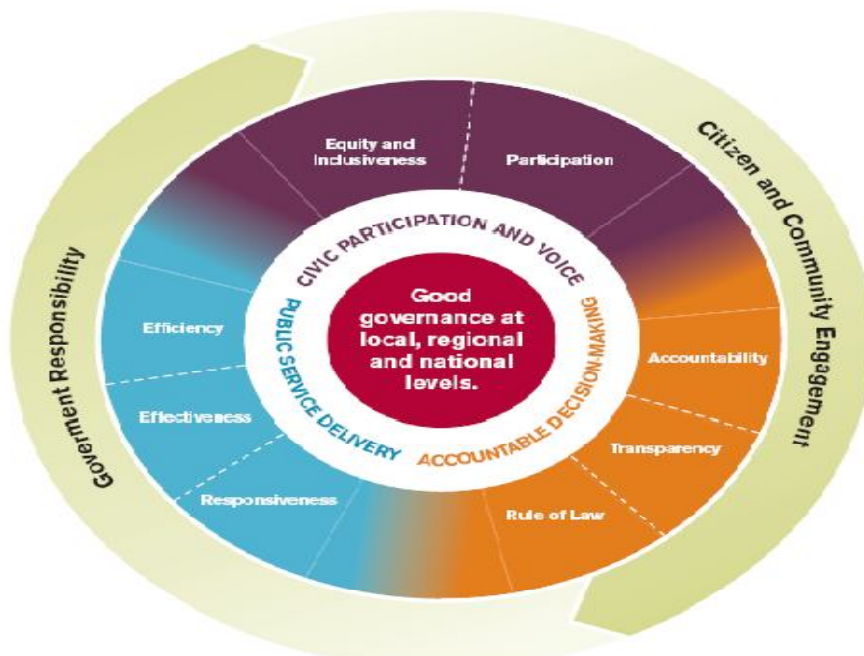 Equity and
Inclusiveness
Participation
Citizen and Community Engagement
CIVIC PARTICIPATION AND VOICE
Good
governance at
local, regional
and national
levels.
Goverment Responsibility
Efficiency
Effectiveness
Responsiveness
PUBLIC SERVICE DELIVERY
ACCOUNTABLE DECISION MAKING
Accountability
Transparency
Rule of Law